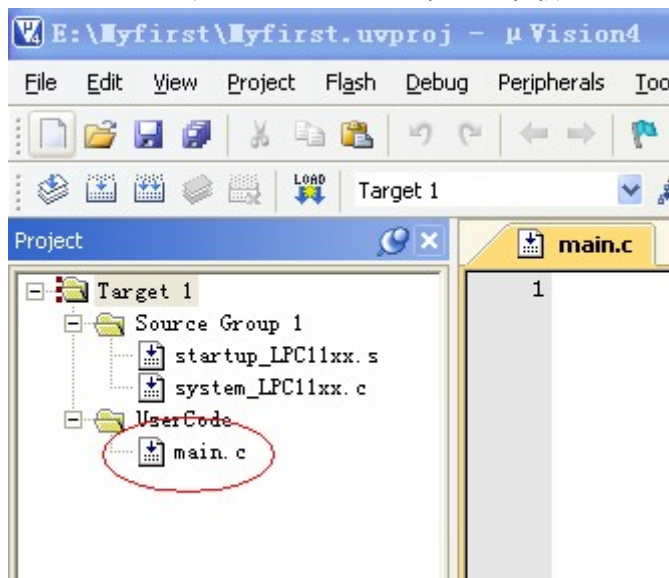 E:\Myfirst\Myfirst.uvproj - µVision4
File Edit View Project Flash Debug Peripherals
LOAD Target 1
Project
main.c
Target 1
1
Source Group 1
startup_LPC11xx.s
system_LPC11xx.c
UserCode
main.c